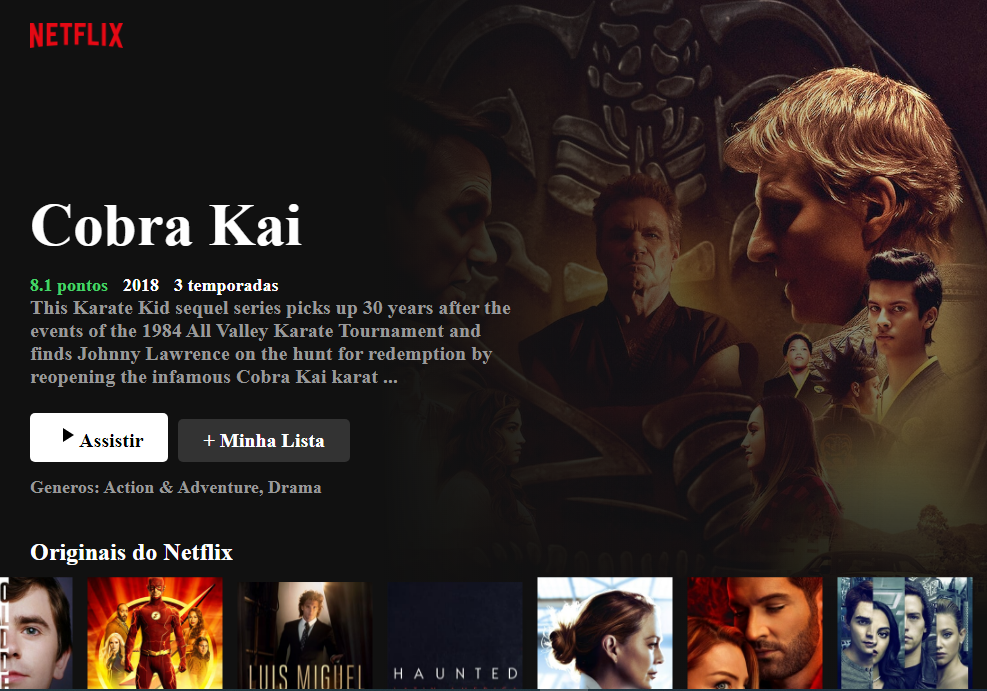 NETFLIX
Cobra Kai
8.1 pontos 2018 3 temporadas
This Karate Kid sequel series picks up 30 years after the
events of the 1984 All Valley Karate Tournament and
finds Johnny Lawrence on the hunt for redemption by
reopening the infamous Cobra Kai karat ...
Assistir
+ Minha Lista
Generos: Action & Adventure, Drama
Originais do Netflix
LUIS MIGUEL
HAUNTED